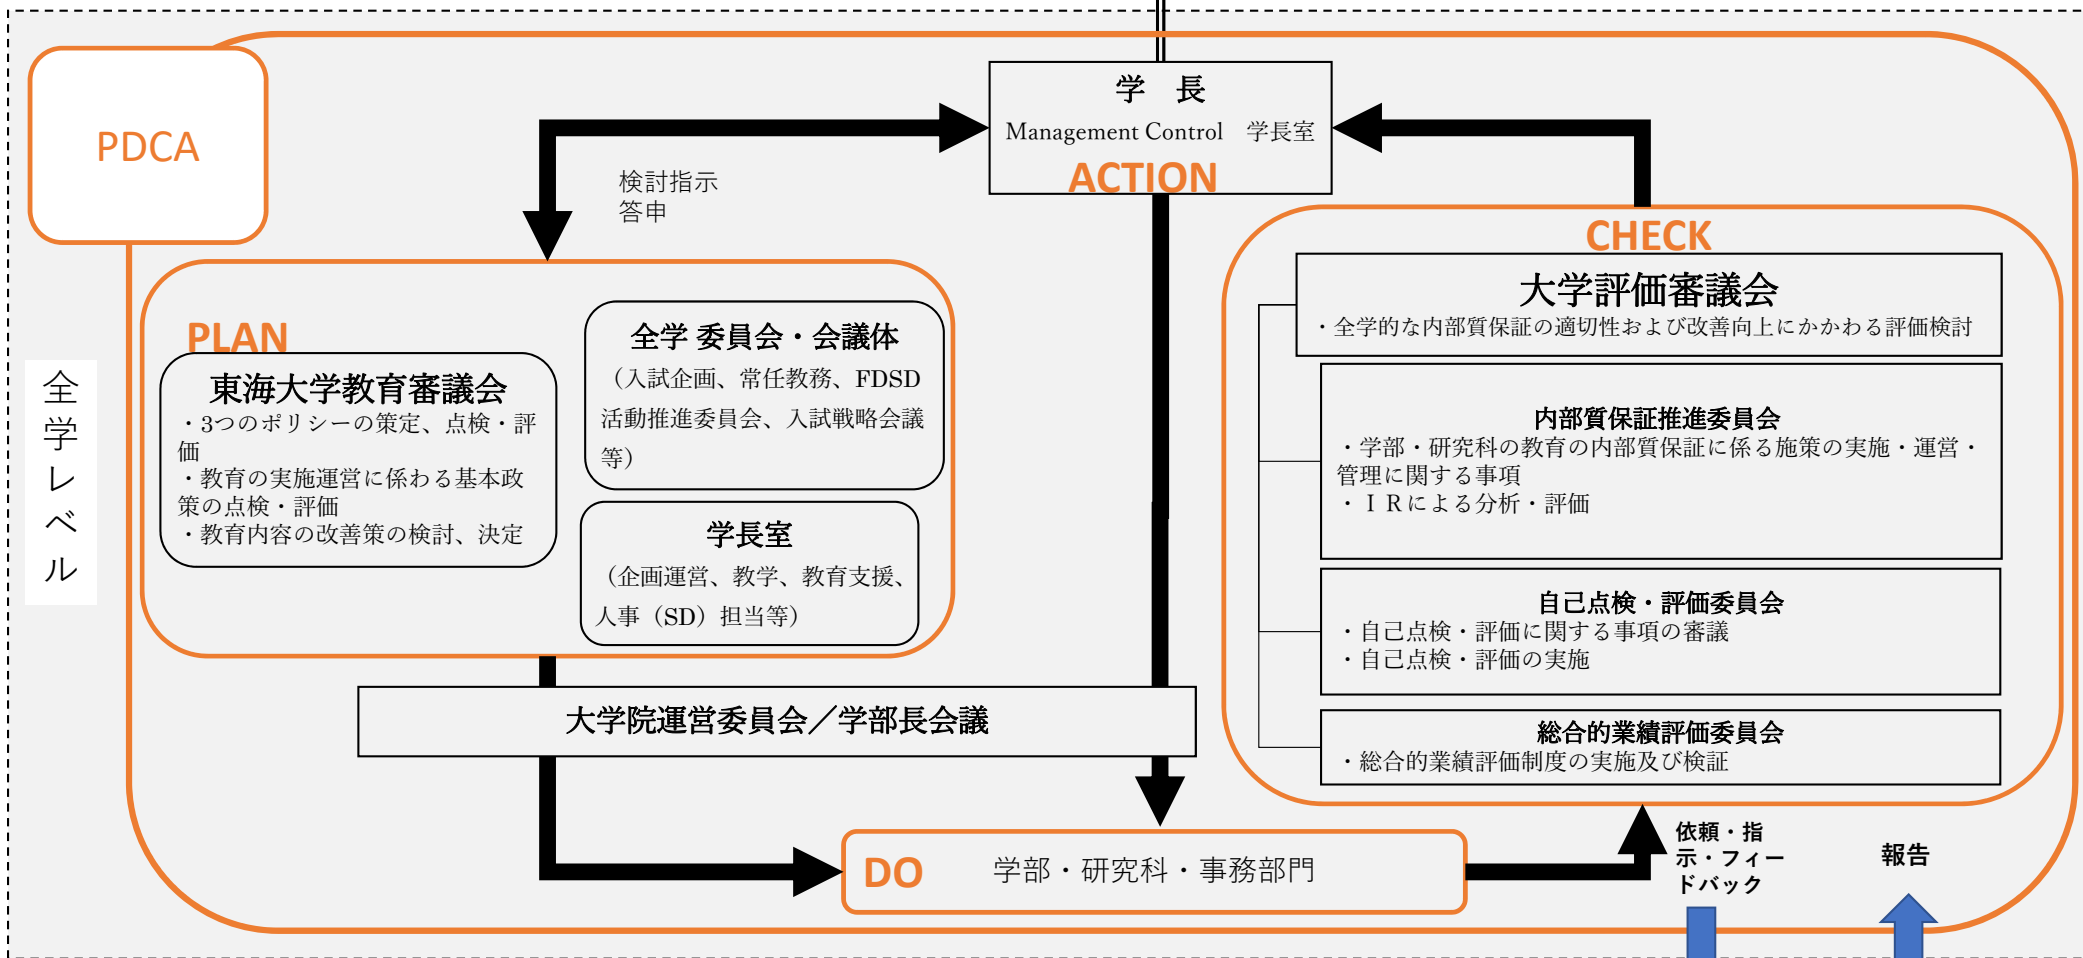 PDCA
全学レベル
学　長
Management Control　学長室
ACTION
検討指示
答申
PLAN
東海大学教育審議会
・3つのポリシーの策定、点検・評
価
・教育の実施運営に係わる基本政
策の点検・評価
・教育内容の改善策の検討、決定
全学 委員会・会議体
（入試企画、常任教務、FDSD
活動推進委員会、入試戦略会議
等）
学長室
（企画運営、教学、教育支援、
人事（SD）担当等）
CHECK
大学評価審議会
・全学的な内部質保証の適切性および改善向上にかかわる評価検討
内部質保証推進委員会
・学部・研究科の教育の内部質保証に係る施策の実施・運営・
管理に関する事項
・ＩＲによる分析・評価
自己点検・評価委員会
・自己点検・評価に関する事項の審議
・自己点検・評価の実施
総合的業績評価委員会
・総合的業績評価制度の実施及び検証
大学院運営委員会／学部長会議
DO
学部・研究科・事務部門
依頼・指
示・フィー
ドバック
報告